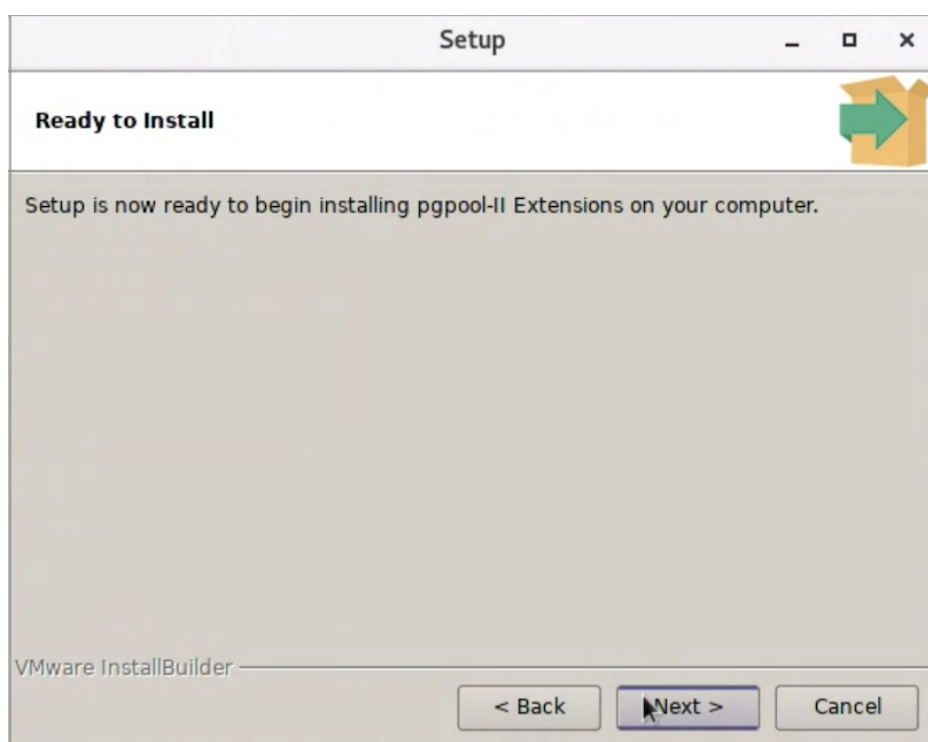 Setup
Ready to Install
Setup is now ready to begin installing pgpool-II Extensions on your computer.
VMware InstallBuilder
< Back
Next >
Cancel